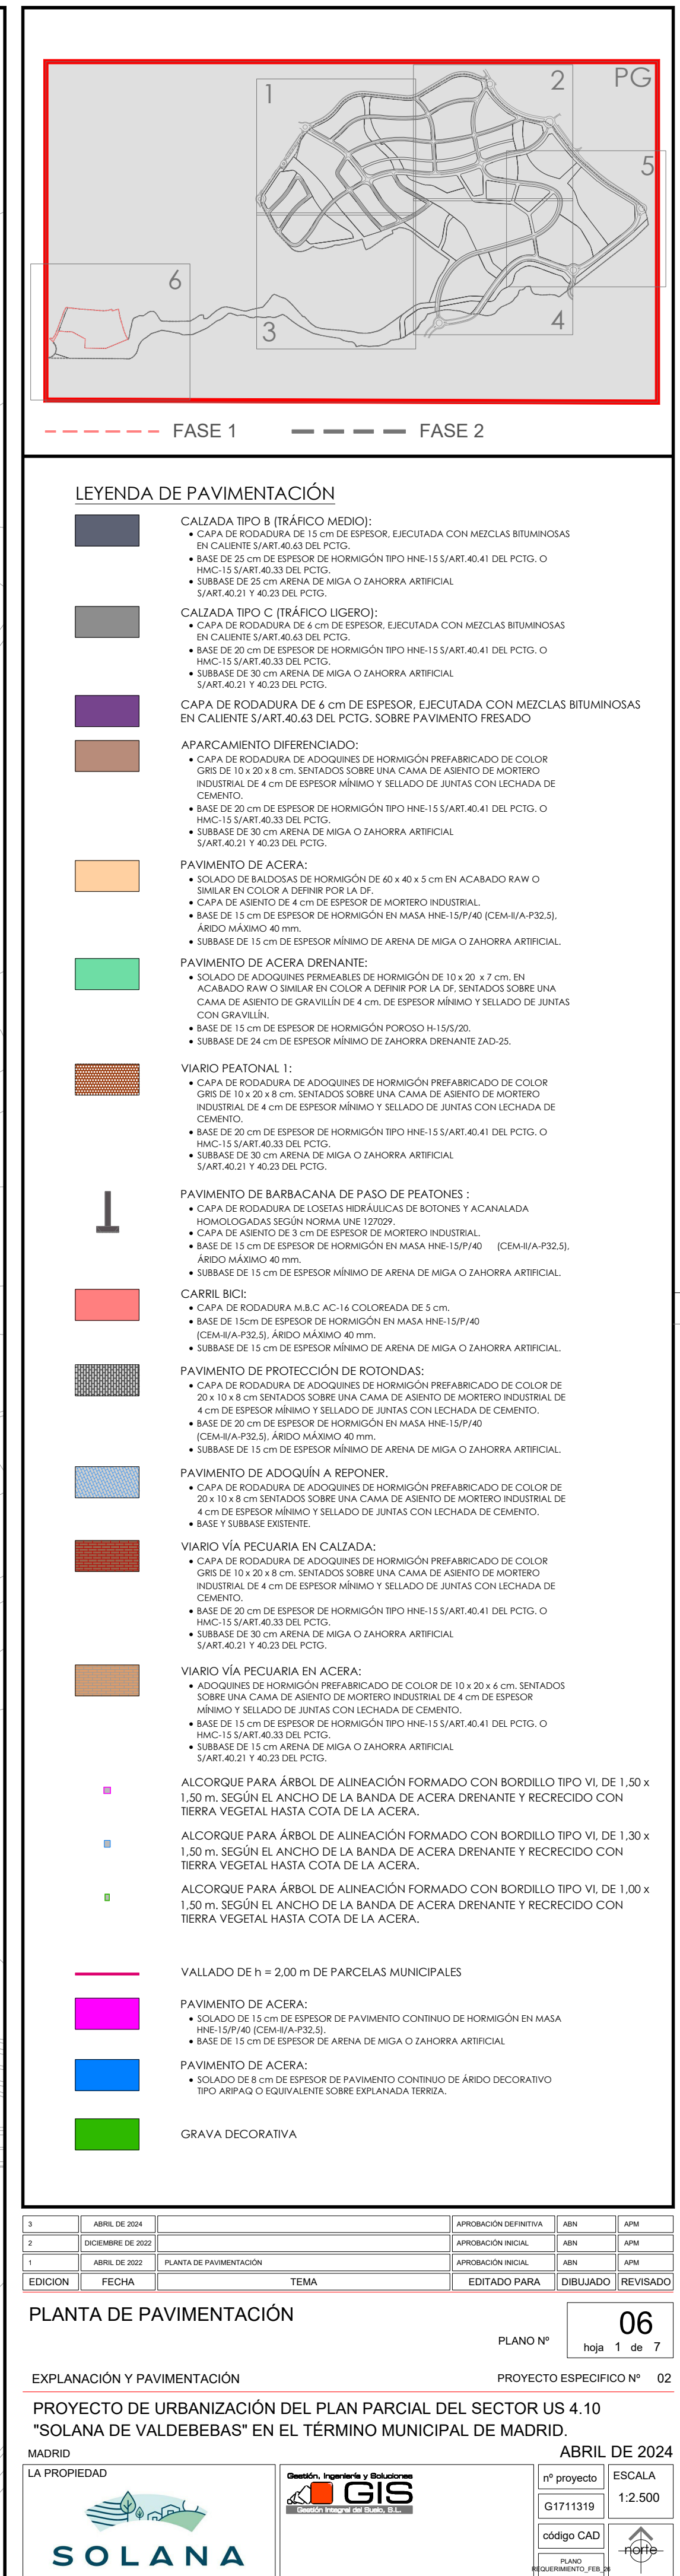 1
2
PG
5
6
3
4
FASE 1
FASE 2
LEYENDA DE PAVIMENTACIÓN
CALZADA TIPO B (TRÁFICO MEDIO):
• CAPA DE RODADURA DE 15 cm DE ESPESOR, EJECUTADA CON MEZCLAS BITUMINOSAS
EN CALIENTE S/ART.40.63 DEL PCTG.
• BASE DE 25 cm DE ESPESOR DE HORMIGÓN TIPO HNE-15 S/ART.40.41 DEL PCTG. O
HMC-15 S/ART.40.33 DEL PCTG.
• SUBBASE DE 25 cm ARENA DE MIGA O ZAHORRA ARTIFICIAL
S/ART.40.21 Y 40.23 DEL PCTG.
CALZADA TIPO C (TRÁFICO LIGERO):
• CAPA DE RODADURA DE 6 cm DE ESPESOR, EJECUTADA CON MEZCLAS BITUMINOSAS
EN CALIENTE S/ART.40.63 DEL PCTG.
• BASE DE 20 cm DE ESPESOR DE HORMIGÓN TIPO HNE-15 S/ART.40.41 DEL PCTG. O
HMC-15 S/ART.40.33 DEL PCTG.
• SUBBASE DE 30 cm ARENA DE MIGA O ZAHORRA ARTIFICIAL
S/ART.40.21 Y 40.23 DEL PCTG.
CAPA DE RODADURA DE 6 cm DE ESPESOR, EJECUTADA CON MEZCLAS BITUMINOSAS
EN CALIENTE S/ART.40.63 DEL PCTG. SOBRE PAVIMENTO FRESADO
APARCAMIENTO DIFERENCIADO:
• CAPA DE RODADURA DE ADOQUINES DE HORMIGÓN PREFABRICADO DE COLOR
GRIS DE 10 x 20 x 8 cm. SENTADOS SOBRE UNA CAMA DE ASIENTO DE MORTERO
INDUSTRIAL DE 4 cm DE ESPESOR MÍNIMO Y SELLADO DE JUNTAS CON LECHADA DE
CEMENTO.
• BASE DE 20 cm DE ESPESOR DE HORMIGÓN TIPO HNE-15 S/ART.40.41 DEL PCTG. O
HMC-15 S/ART.40.33 DEL PCTG.
• SUBBASE DE 30 cm ARENA DE MIGA O ZAHORRA ARTIFICIAL
S/ART.40.21 Y 40.23 DEL PCTG.
PAVIMENTO DE ACERA:
• SOLADO DE BALDOSAS DE HORMIGÓN DE 60 x 40 x 5 cm EN ACABADO RAW O
SIMILAR EN COLOR A DEFINIR POR LA DF.
• CAPA DE ASIENTO DE 4 cm DE ESPESOR DE MORTERO INDUSTRIAL.
• BASE DE 15 cm DE ESPESOR DE HORMIGÓN EN MASA HNE-15/P/40 (CEM-II/A-P32,5),
ÁRIDO MÁXIMO 40 mm.
• SUBBASE DE 15 cm DE ESPESOR MÍNIMO DE ARENA DE MIGA O ZAHORRA ARTIFICIAL.
PAVIMENTO DE ACERA DRENANTE:
• SOLADO DE ADOQUINES PERMEABLES DE HORMIGÓN DE 10 x 20 x 7 cm. EN
ACABADO RAW O SIMILAR EN COLOR A DEFINIR POR LA DF, SENTADOS SOBRE UNA
CAMA DE ASIENTO DE GRAVILLÍN DE 4 cm. DE ESPESOR MÍNIMO Y SELLADO DE JUNTAS
CON GRAVILLÍN.
• BASE DE 15 cm DE ESPESOR DE HORMIGÓN POROSO H-15/S/20.
• SUBBASE DE 24 cm DE ESPESOR MÍNIMO DE ZAHORRA DRENANTE ZAD-25.
VIARIO PEATONAL 1:
• CAPA DE RODADURA DE ADOQUINES DE HORMIGÓN PREFABRICADO DE COLOR
GRIS DE 10 x 20 x 8 cm. SENTADOS SOBRE UNA CAMA DE ASIENTO DE MORTERO
INDUSTRIAL DE 4 cm DE ESPESOR MÍNIMO Y SELLADO DE JUNTAS CON LECHADA DE
CEMENTO.
• BASE DE 20 cm DE ESPESOR DE HORMIGÓN TIPO HNE-15 S/ART.40.41 DEL PCTG. O
HMC-15 S/ART.40.33 DEL PCTG.
• SUBBASE DE 30 cm ARENA DE MIGA O ZAHORRA ARTIFICIAL
S/ART.40.21 Y 40.23 DEL PCTG.
PAVIMENTO DE BARBACANA DE PASO DE PEATONES :
• CAPA DE RODADURA DE LOSETAS HIDRÁULICAS DE BOTONES Y ACANALADA
HOMOLOGADAS SEGÚN NORMA UNE 127029.
• CAPA DE ASIENTO DE 3 cm DE ESPESOR DE MORTERO INDUSTRIAL.
• BASE DE 15 cm DE ESPESOR DE HORMIGÓN EN MASA HNE-15/P/40 (CEM-II/A-P32,5),
ÁRIDO MÁXIMO 40 mm.
• SUBBASE DE 15 cm DE ESPESOR MÍNIMO DE ARENA DE MIGA O ZAHORRA ARTIFICIAL.
CARRIL BICI:
• CAPA DE RODADURA M.B.C AC-16 COLOREADA DE 5 cm.
• BASE DE 15cm DE ESPESOR DE HORMIGÓN EN MASA HNE-15/P/40
(CEM-II/A-P32,5), ÁRIDO MÁXIMO 40 mm.
• SUBBASE DE 15 cm DE ESPESOR MÍNIMO DE ARENA DE MIGA O ZAHORRA ARTIFICIAL.
PAVIMENTO DE PROTECCIÓN DE ROTONDAS:
• CAPA DE RODADURA DE ADOQUINES DE HORMIGÓN PREFABRICADO DE COLOR DE
20 x 10 x 8 cm SENTADOS SOBRE UNA CAMA DE ASIENTO DE MORTERO INDUSTRIAL DE
4 cm DE ESPESOR MÍNIMO Y SELLADO DE JUNTAS CON LECHADA DE CEMENTO.
• BASE DE 20 cm DE ESPESOR DE HORMIGÓN EN MASA HNE-15/P/40
(CEM-II/A-P32,5), ÁRIDO MÁXIMO 40 mm.
• SUBBASE DE 15 cm DE ESPESOR MÍNIMO DE ARENA DE MIGA O ZAHORRA ARTIFICIAL.
PAVIMENTO DE ADOQUÍN A REPONER.
• CAPA DE RODADURA DE ADOQUINES DE HORMIGÓN PREFABRICADO DE COLOR DE
20 x 10 x 8 cm SENTADOS SOBRE UNA CAMA DE ASIENTO DE MORTERO INDUSTRIAL DE
4 cm DE ESPESOR MÍNIMO Y SELLADO DE JUNTAS CON LECHADA DE CEMENTO.
• BASE Y SUBBASE EXISTENTE.
VIARIO VÍA PECUARIA EN CALZADA:
• CAPA DE RODADURA DE ADOQUINES DE HORMIGÓN PREFABRICADO DE COLOR
GRIS DE 10 x 20 x 8 cm. SENTADOS SOBRE UNA CAMA DE ASIENTO DE MORTERO
INDUSTRIAL DE 4 cm DE ESPESOR MÍNIMO Y SELLADO DE JUNTAS CON LECHADA DE
CEMENTO.
• BASE DE 20 cm DE ESPESOR DE HORMIGÓN TIPO HNE-15 S/ART.40.41 DEL PCTG. O
HMC-15 S/ART.40.33 DEL PCTG.
• SUBBASE DE 30 cm ARENA DE MIGA O ZAHORRA ARTIFICIAL
S/ART.40.21 Y 40.23 DEL PCTG.
VIARIO VÍA PECUARIA EN ACERA:
• ADOQUINES DE HORMIGÓN PREFABRICADO DE COLOR DE 10 x 20 x 6 cm. SENTADOS
SOBRE UNA CAMA DE ASIENTO DE MORTERO INDUSTRIAL DE 4 cm DE ESPESOR
MÍNIMO Y SELLADO DE JUNTAS CON LECHADA DE CEMENTO.
• BASE DE 15 cm DE ESPESOR DE HORMIGÓN TIPO HNE-15 S/ART.40.41 DEL PCTG. O
HMC-15 S/ART.40.33 DEL PCTG.
• SUBBASE DE 15 cm ARENA DE MIGA O ZAHORRA ARTIFICIAL
S/ART.40.21 Y 40.23 DEL PCTG.
ALCORQUE PARA ÁRBOL DE ALINEACIÓN FORMADO CON BORDILLO TIPO VI, DE 1,50 x
1,50 m. SEGÚN EL ANCHO DE LA BANDA DE ACERA DRENANTE Y RECRECIDO CON
TIERRA VEGETAL HASTA COTA DE LA ACERA.
ALCORQUE PARA ÁRBOL DE ALINEACIÓN FORMADO CON BORDILLO TIPO VI, DE 1,30 x
1,50 m. SEGÚN EL ANCHO DE LA BANDA DE ACERA DRENANTE Y RECRECIDO CON
TIERRA VEGETAL HASTA COTA DE LA ACERA.
ALCORQUE PARA ÁRBOL DE ALINEACIÓN FORMADO CON BORDILLO TIPO VI, DE 1,00 x
1,50 m. SEGÚN EL ANCHO DE LA BANDA DE ACERA DRENANTE Y RECRECIDO CON
TIERRA VEGETAL HASTA COTA DE LA ACERA.
VALLADO DE h = 2,00 m DE PARCELAS MUNICIPALES
PAVIMENTO DE ACERA:
• SOLADO DE 15 cm DE ESPESOR DE PAVIMENTO CONTINUO DE HORMIGÓN EN MASA
HNE-15/P/40 (CEM-II/A-P32,5).
• BASE DE 15 cm DE ESPESOR DE ARENA DE MIGA O ZAHORRA ARTIFICIAL
PAVIMENTO DE ACERA:
• SOLADO DE 8 cm DE ESPESOR DE PAVIMENTO CONTINUO DE ÁRIDO DECORATIVO
TIPO ARIPAQ O EQUIVALENTE SOBRE EXPLANADA TERRIZA.
GRAVA DECORATIVA
3 ABRIL DE 2024 APROBACIÓN DEFINITIVA ABN APM
2 DICIEMBRE DE 2022 APROBACIÓN INICIAL ABN APM
1 ABRIL DE 2022 PLANTA DE PAVIMENTACIÓN APROBACIÓN INICIAL ABN APM
EDICION FECHA TEMA EDITADO PARA DIBUJADO REVISADO
PLANTA DE PAVIMENTACIÓN
PLANO Nº
06
hoja 1 de 7
EXPLANACIÓN Y PAVIMENTACIÓN
PROYECTO ESPECIFICO Nº 02
PROYECTO DE URBANIZACIÓN DEL PLAN PARCIAL DEL SECTOR US 4.10
"SOLANA DE VALDEBEBAS" EN EL TÉRMINO MUNICIPAL DE MADRID.
MADRID
ABRIL DE 2024
LA PROPIEDAD
SOLANA
Gestión, Ingeniería y Soluciones
GIS
Gestión Integral del Suelo, S.L.
nº proyecto
G1711319
código CAD
PLANO
REQUERIMIENTO_FEB_26
ESCALA
1:2.500
norte